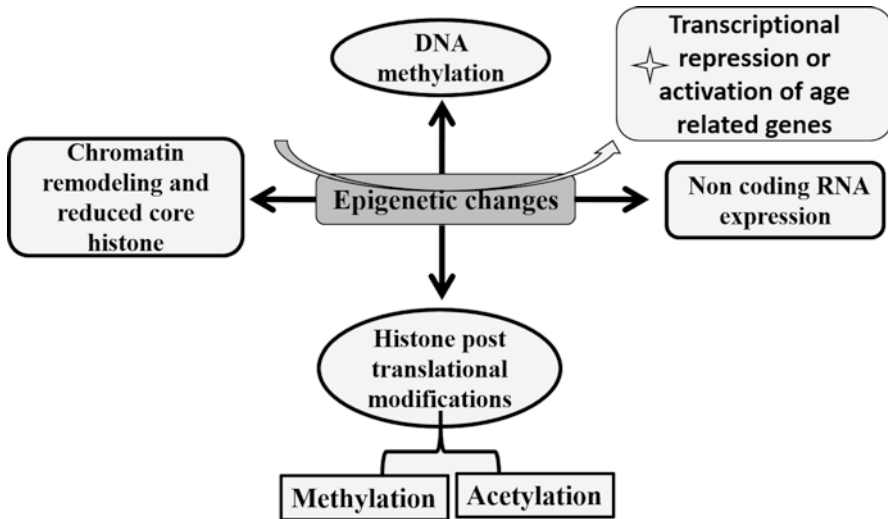 DNA
methylation
Transcriptional
repression or
activation of age
related genes
Chromatin
remodeling and
reduced core
histone
Epigenetic changes
Non coding RNA
expression
Histone post
translational
modifications
Methylation
Acetylation